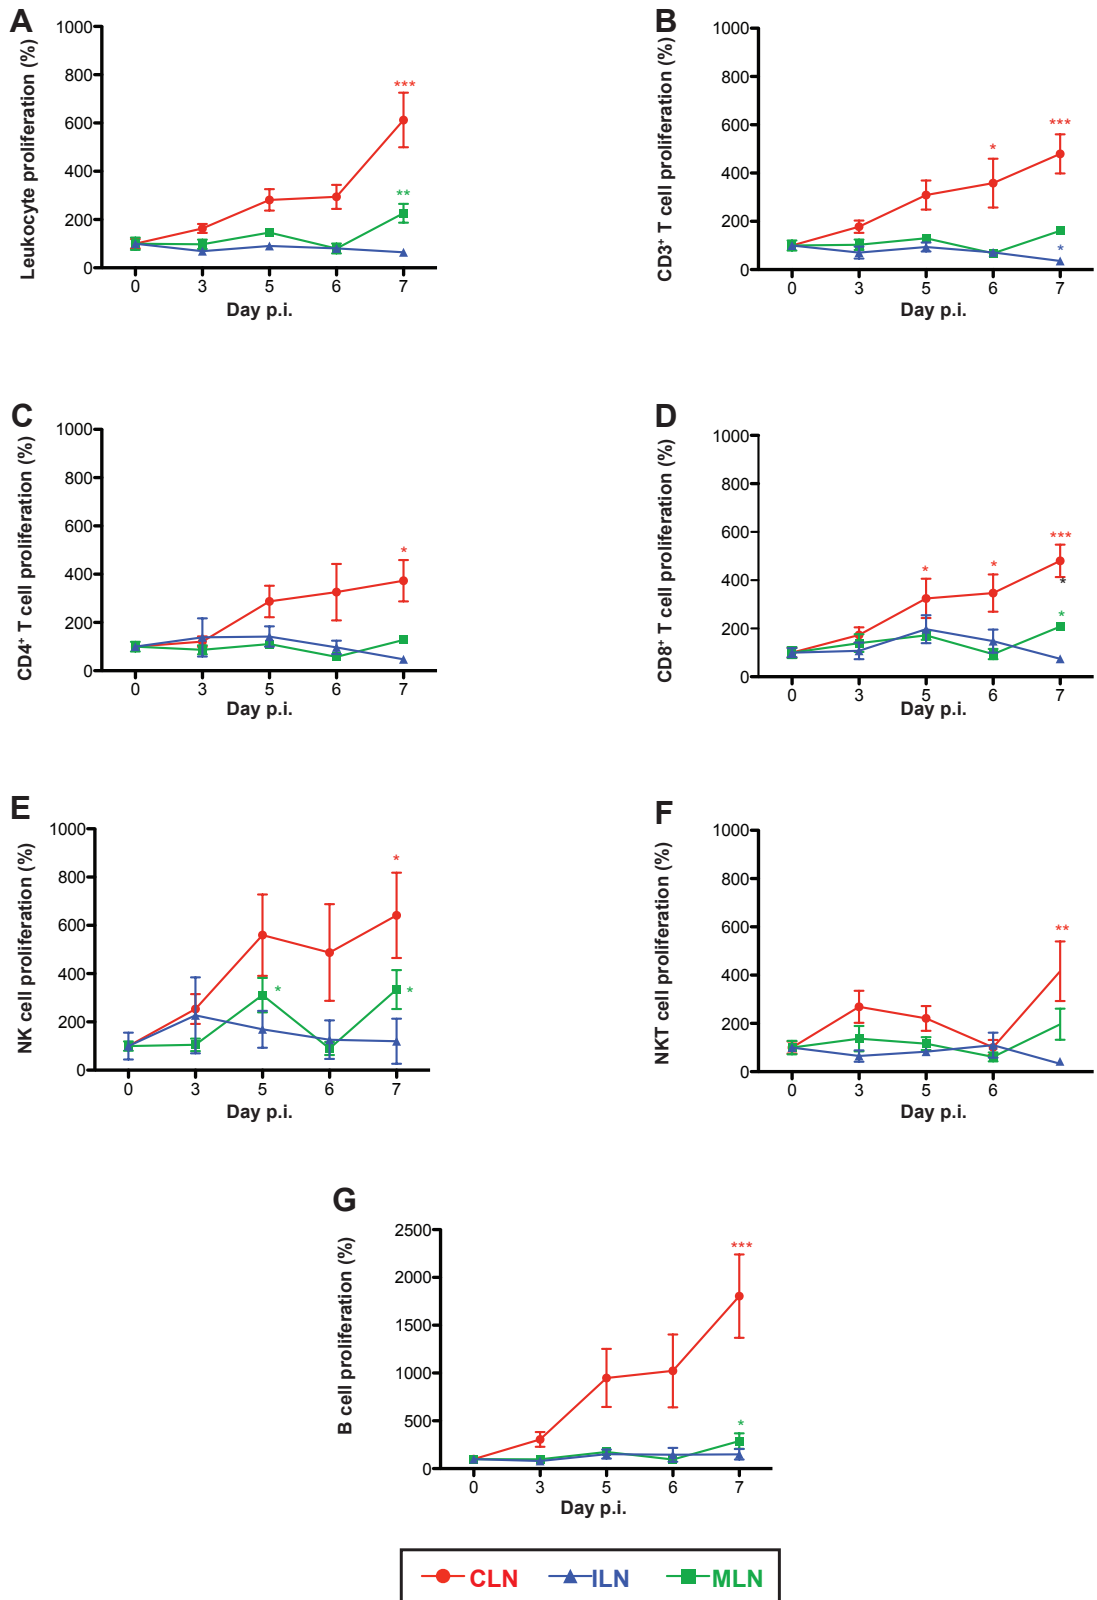 A
Leukocyte proliferation (%)
1000
800
600
400
200
0
***
**
0 3 5 6 7
Day p.i.
B
CD3+ T cell proliferation (%)
1000
800
600
400
200
0
*
***
*
0 3 5 6 7
Day p.i.
C
CD4+ T cell proliferation (%)
1000
800
600
400
200
0
*
0 3 5 6 7
Day p.i.
D
CD8+ T cell proliferation (%)
1000
800
600
400
200
0
*
*
***
*
*
0 3 5 6 7
Day p.i.
E
NK cell proliferation (%)
1000
800
600
400
200
0
*
*
*
0 3 5 6 7
Day p.i.
F
NKT cell proliferation (%)
1000
800
600
400
200
0
**
0 3 5 6
Day p.i.
G
B cell proliferation (%)
2500
2000
1500
1000
500
0
***
*
0 3 5 6 7
Day p.i.
CLN ILN MLN